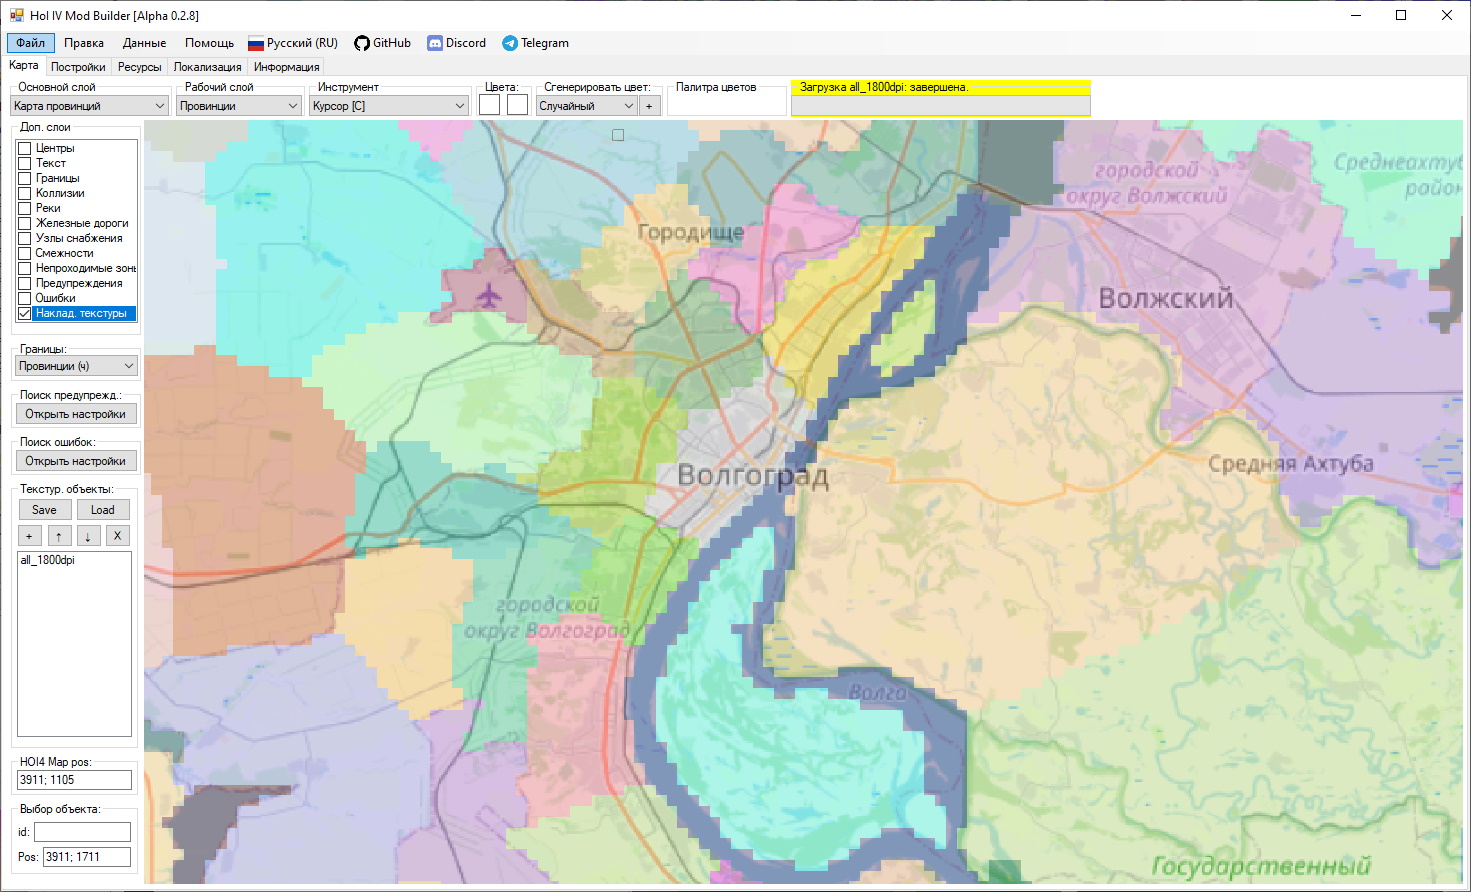 HoI IV Mod Builder [Alpha 0.2.8]
Файл Правка Данные Помощь Русский (RU) GitHub Discord Telegram
Карта Постройки Ресурсы Локализация Информация
Основной слой Рабочий слой Инструмент Цвета: Сгенерировать цвет: Палитра цветов Загрузка all_1800dpi: завершена.
Карта провинций Провинции Курсор [C] Случайный +
Доп. слои
Центры
Текст
Границы
Коллизии
Реки
Железные дороги
Узлы снабжения
Смежности
Непроходимые зоны
Предупреждения
Ошибки
Наклад. текстуры
Границы:
Провинции (ч)
Поиск предупрежд.:
Открыть настройки
Поиск ошибок:
Открыть настройки
Текстур. объекты:
Save Load
+ ↑ ↓ X
all_1800dpi
HOI4 Map pos:
3911; 1105
Выбор объекта:
id:
Pos: 3911; 1711
городской
округ Волжский
Среднеахтуб
район
Городище
Волжский
Средняя Ахтуба
Волгоград
городской
округ Волгоград
Волга
Государственный